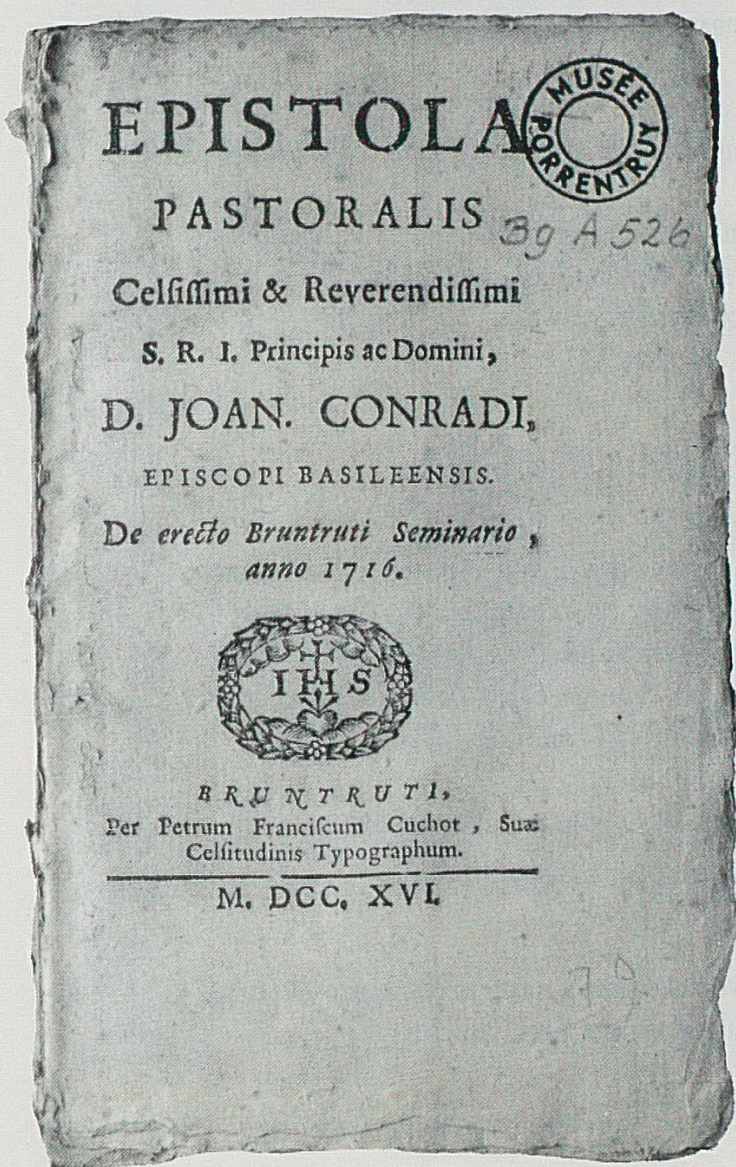 EPISTOLA
MUSÉE PORRENTRUY
PASTORALIS
Bg A 526
Celſiſſimi & Reverendiſſimi
S. R. I. Principis ac Domini,
D. JOAN. CONRADI,
EPISCOPI BASILEENSIS.
De erecto Bruntruti Seminario,
anno 1716.
IHS
BRUNTRUTI,
Per Petrum Franciſcum Cuchot, Suæ
Celſitudinis Typographum.
M. DCC. XVI.